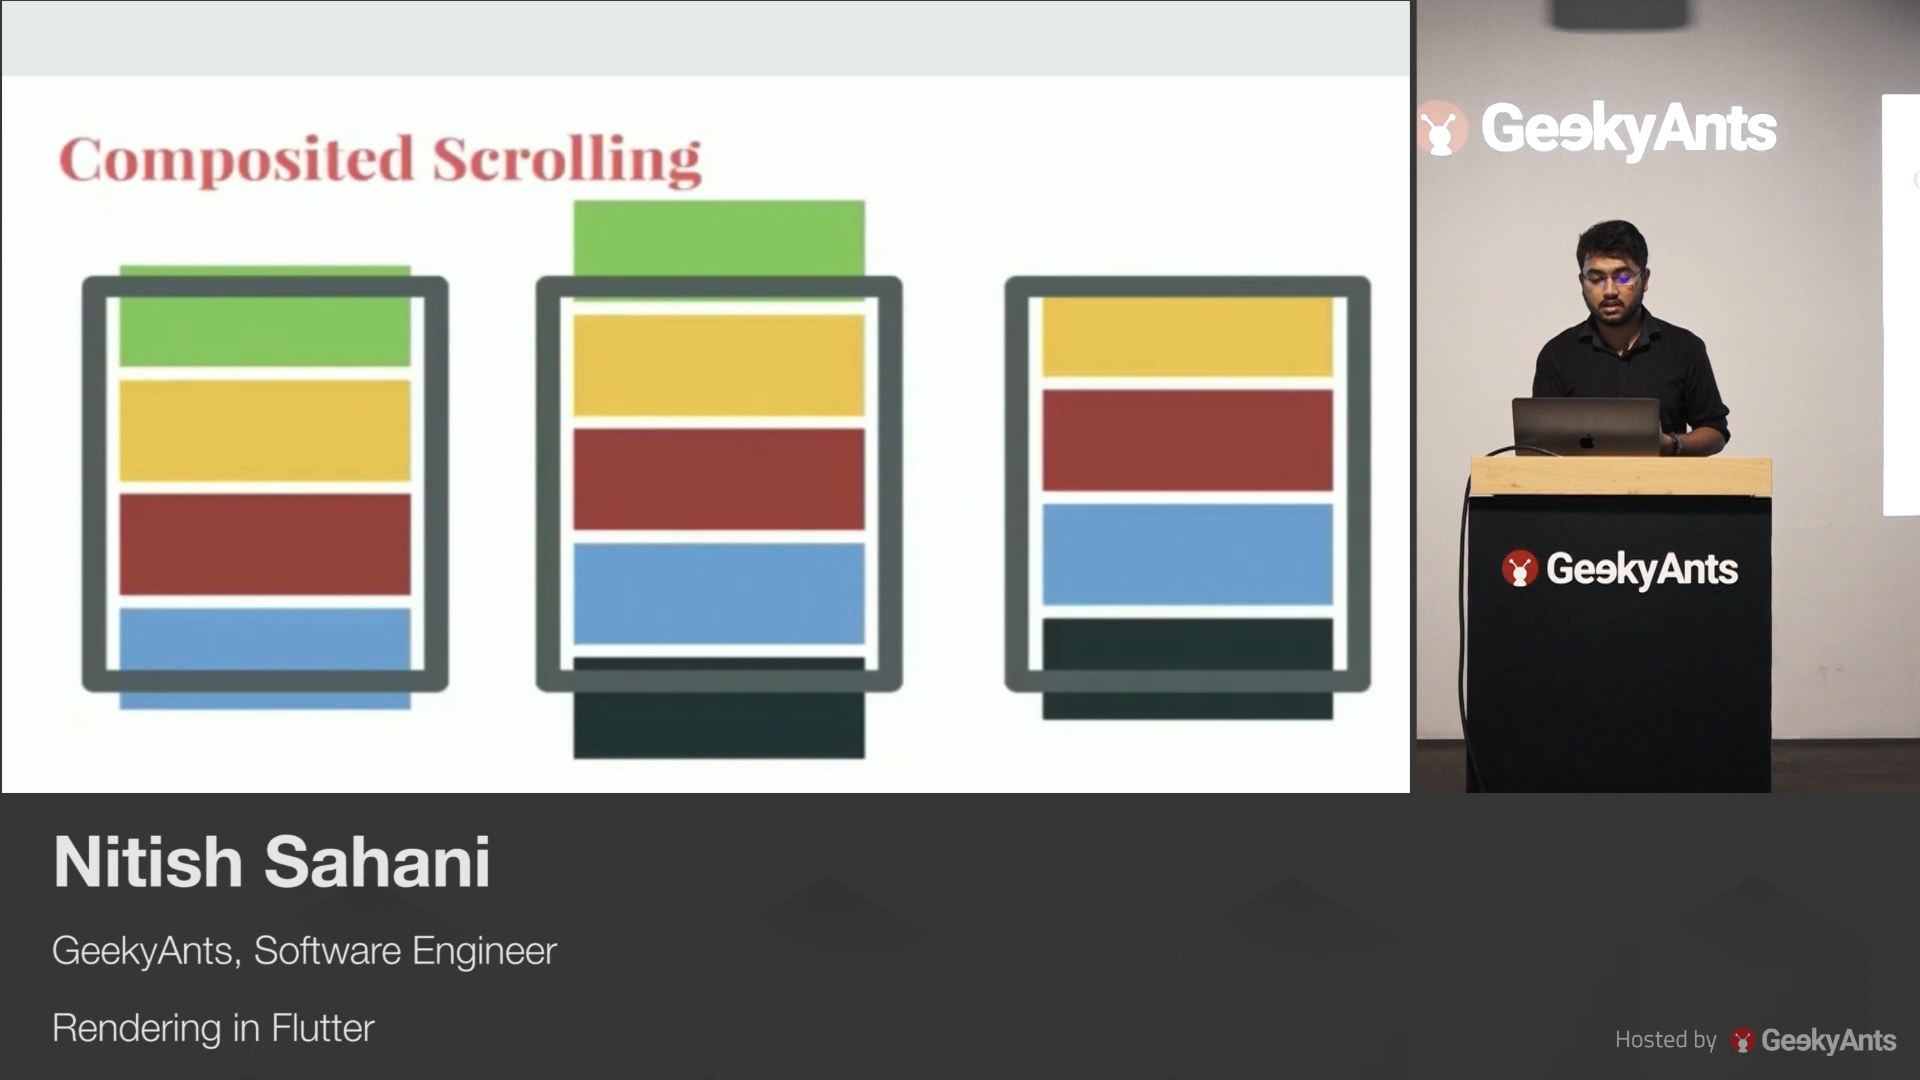 Composited Scrolling
GeekyAnts
GeekyAnts
Nitish Sahani
GeekyAnts, Software Engineer
Rendering in Flutter
Hosted by GeekyAnts